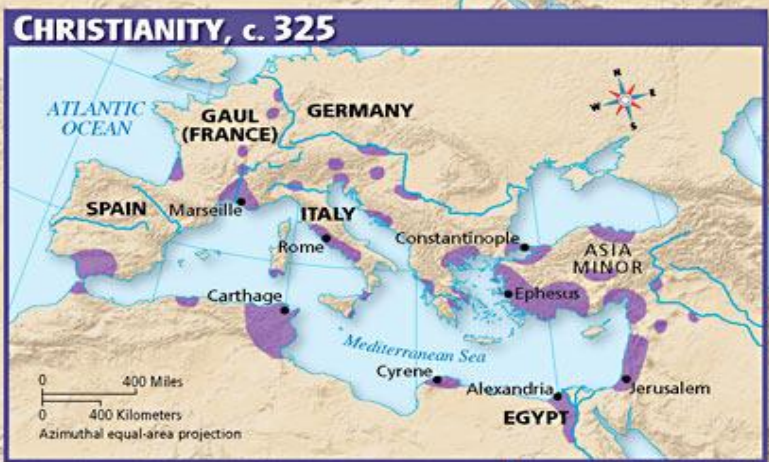 CHRISTIANITY, c. 325
N
W E
S
ATLANTIC
OCEAN
GAUL
(FRANCE)
GERMANY
SPAIN
Marseille
ITALY
Rome
Constantinople
ASIA
MINOR
Carthage
Ephesus
Mediterranean Sea
Cyrene
Alexandria
Jerusalem
EGYPT
0 400 Miles
0 400 Kilometers
Azimuthal equal-area projection